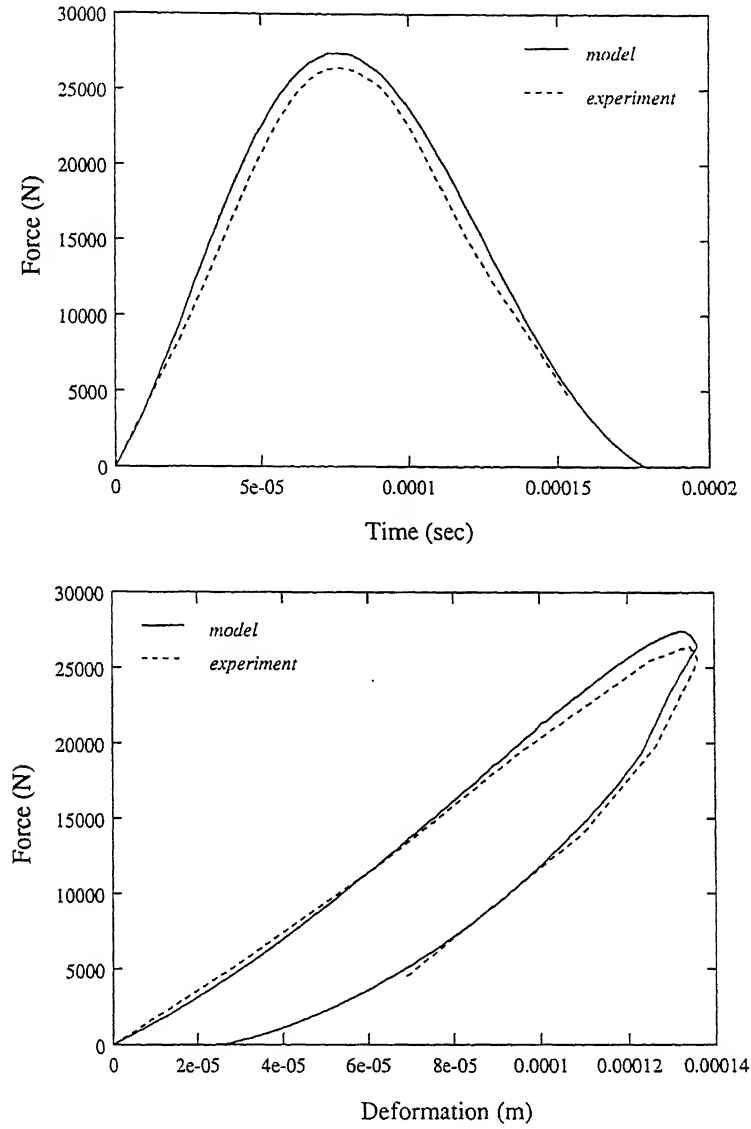 30000
25000
20000
15000
10000
5000
0
Force (N)
model
experiment
0
5e-05
0.0001
0.00015
0.0002
Time (sec)
30000
25000
20000
15000
10000
5000
0
Force (N)
model
experiment
0
2e-05
4e-05
6e-05
8e-05
0.0001
0.00012
0.00014
Deformation (m)